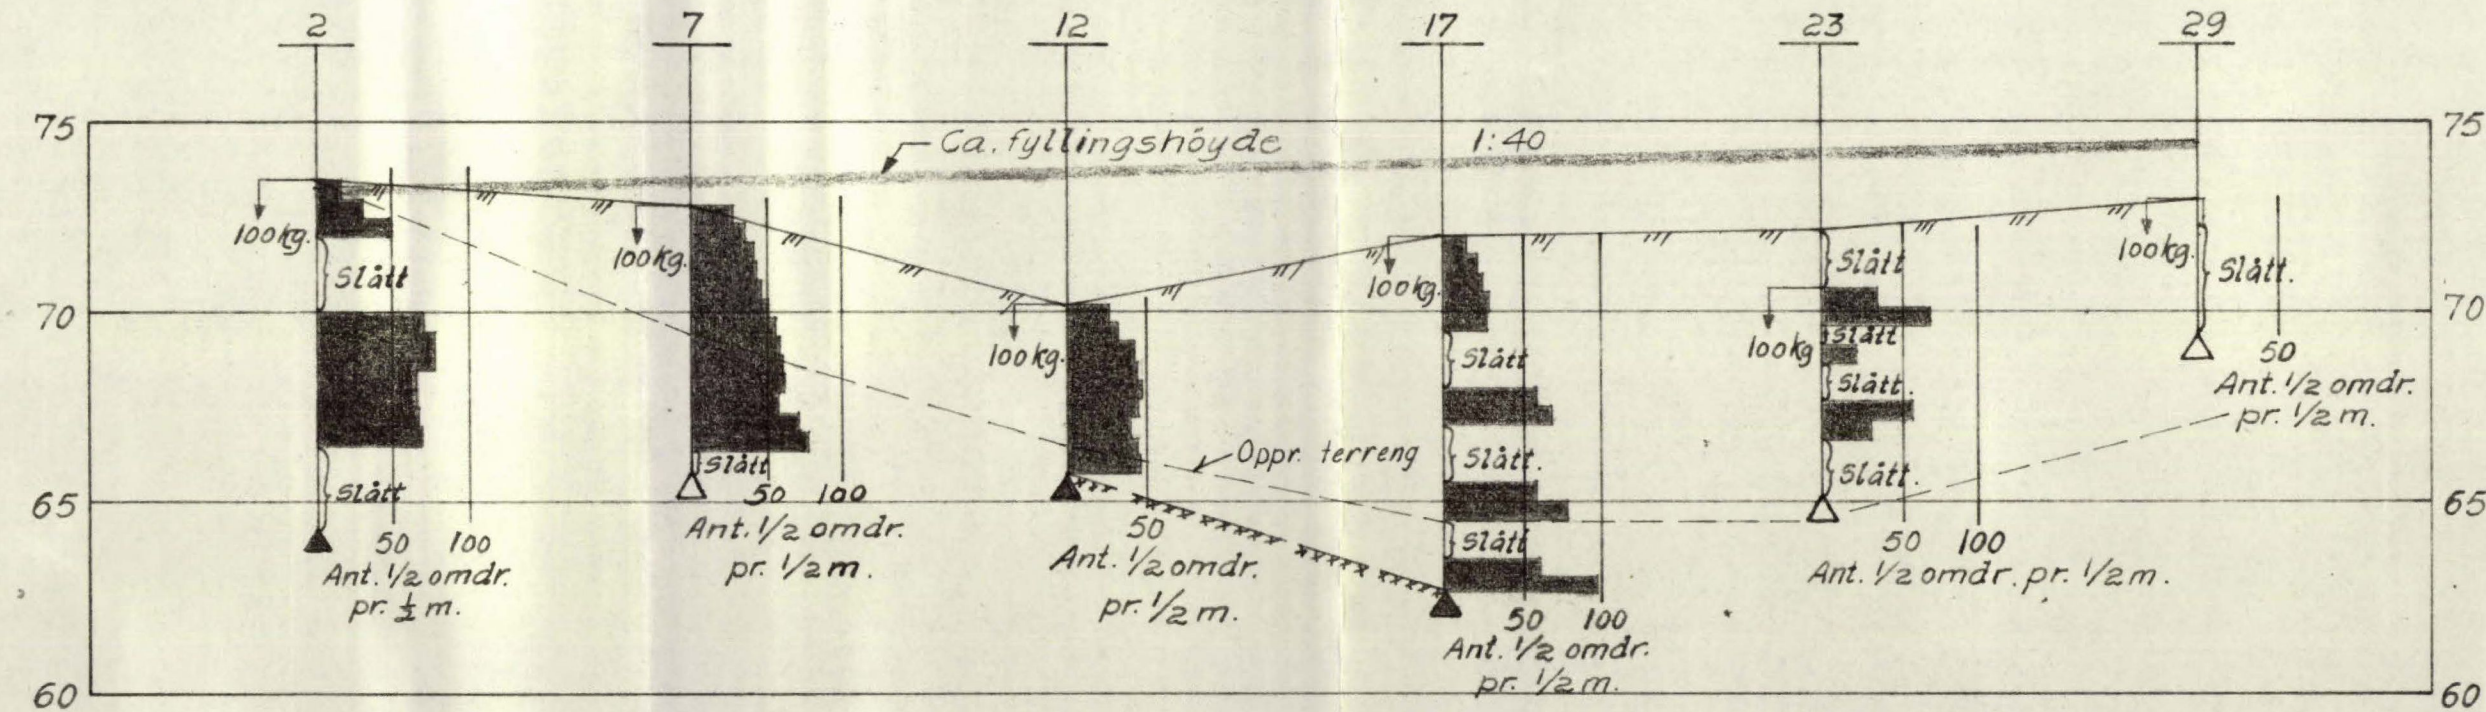 2 7 12 17 23 29
75 Ca. fyllingshöyde 1:40 75
100kg. 100kg. 100kg. 100kg. 100kg 100kg.
Slått Slått Slått.
70 70
Slått Slått
Slått.
50
Ant. 1/2 omdr.
pr. 1/2 m.
Oppr. terreng
Slått Slått Slått. Slått.
65 50 100 65
Slått
50 100
Ant. 1/2 omdr.
pr. ½ m.
Ant. 1/2 omdr.
pr. 1/2 m.
50
Ant. 1/2 omdr.
pr. 1/2 m.
50 100
Ant. 1/2 omdr.
pr. 1/2 m.
50 100
Ant. 1/2 omdr. pr. 1/2 m.
60 60